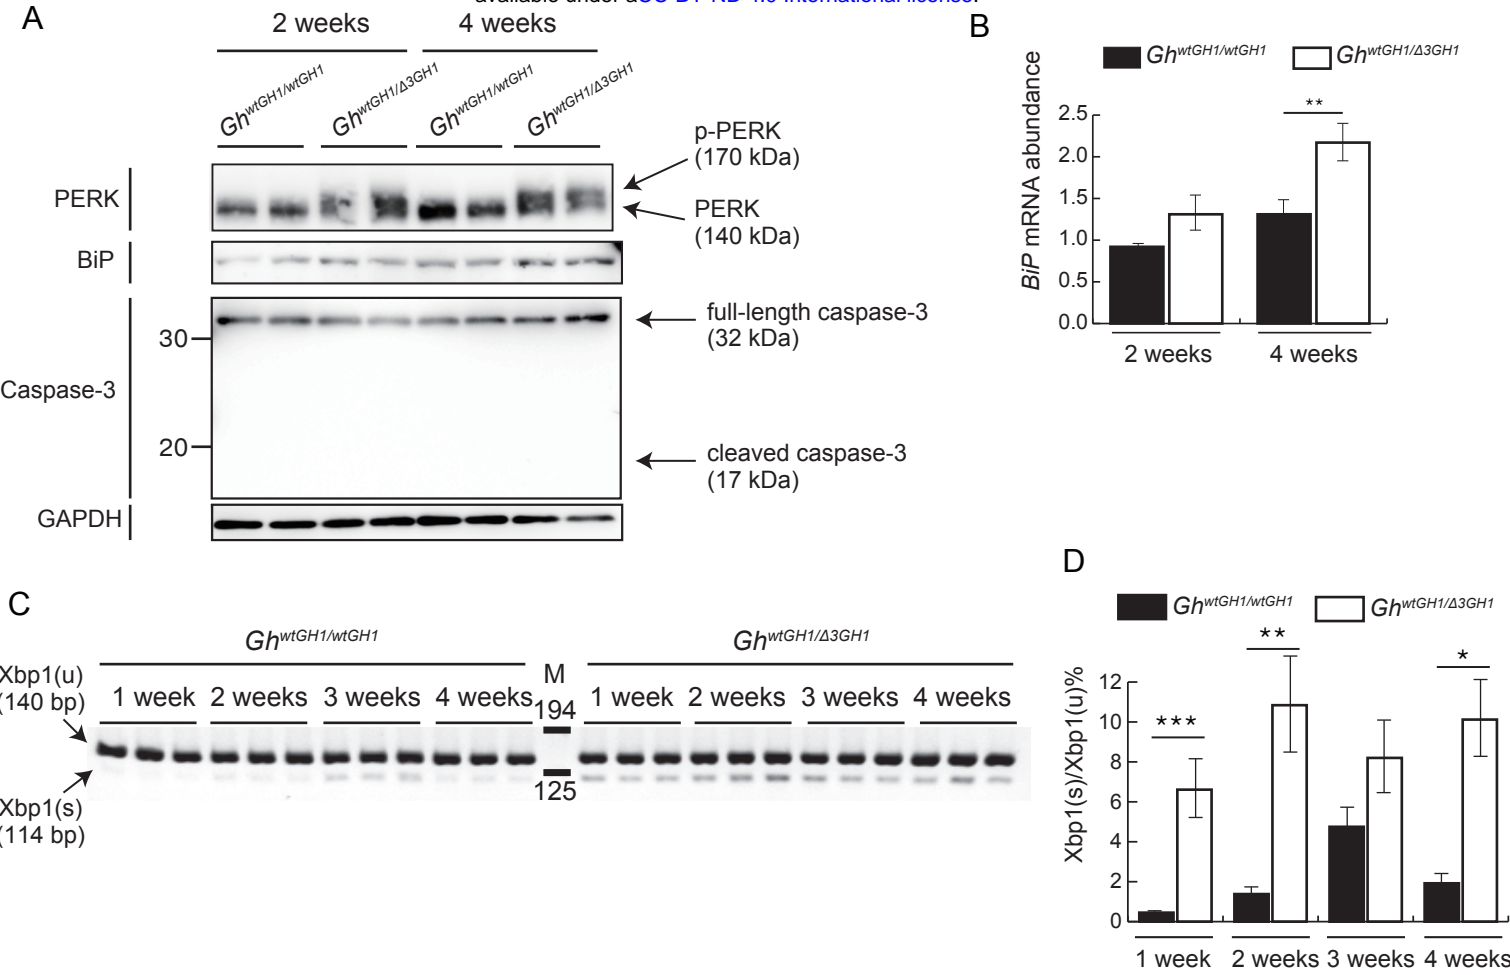 A
2 weeks
4 weeks
Gh^wtGH1/wtGH1
Gh^wtGH1/Δ3GH1
Gh^wtGH1/wtGH1
Gh^wtGH1/Δ3GH1
PERK
p-PERK
(170 kDa)
PERK
(140 kDa)
BiP
Caspase-3
30
20
full-length caspase-3
(32 kDa)
cleaved caspase-3
(17 kDa)
GAPDH
B
Gh^wtGH1/wtGH1
Gh^wtGH1/Δ3GH1
BiP mRNA abundance
2.5
2.0
1.5
1.0
0.5
0.0
**
2 weeks
4 weeks
C
Gh^wtGH1/wtGH1
Gh^wtGH1/Δ3GH1
Xbp1(u)
(140 bp)
1 week
2 weeks
3 weeks
4 weeks
M
194
125
1 week
2 weeks
3 weeks
4 weeks
Xbp1(s)
(114 bp)
D
Gh^wtGH1/wtGH1
Gh^wtGH1/Δ3GH1
Xbp1(s)/Xbp1(u)%
12
10
8
6
4
2
0
***
**
*
1 week
2 weeks
3 weeks
4 weeks